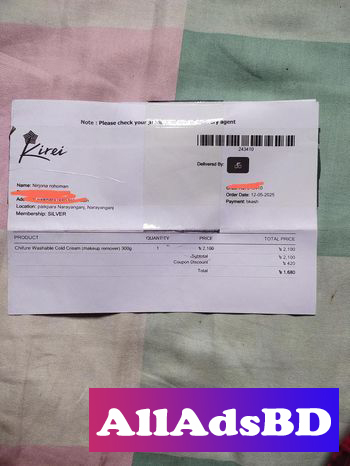 Kirei
Note : Please check your
ry agent
243410
Delivered By:
Name: Nirjona rohoman
Location: paikpara Narayanganj, Narayanganj
Membership: SILVER
Order Date: 12-05-2025
Payment: bkash
PRODUCT QUANTITY PRICE TOTAL PRICE
Chifure Washable Cold Cream (makeup remover) 300g 1 ৳ 2,100 ৳ 2,100
Subtotal ৳ 2,100
Coupon Discount ৳ 420
Total ৳ 1,680
AllAdsBD